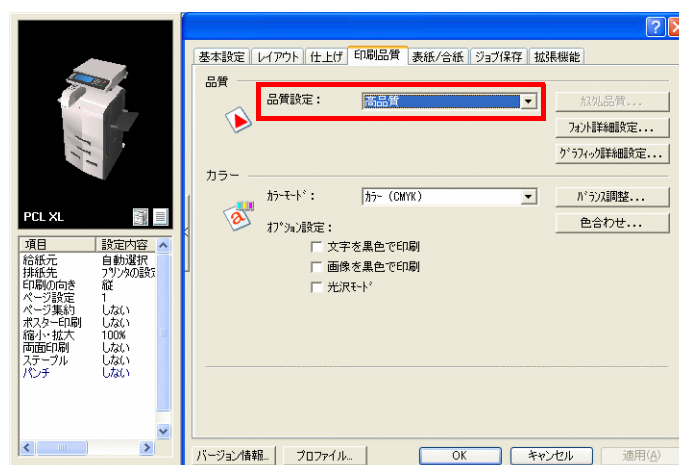 基本設定 レイアウト 仕上げ 印刷品質 表紙/合紙 ジョブ保存 拡張機能
品質
品質設定： 高品質 ｶｽﾀﾑ品質...
ﾌｫﾝﾄ詳細設定...
ｸﾞﾗﾌｨｯｸ詳細設定...
カラー
ｶﾗｰﾓｰﾄﾞ： ｶﾗｰ (CMYK) ﾊﾞﾗﾝｽ調整...
色合わせ...
ｵﾌﾟｼｮﾝ設定：
文字を黒色で印刷
画像を黒色で印刷
光沢ﾓｰﾄﾞ
PCL XL
項目 設定内容
給紙元 自動選択
排紙先 プリンタの設定
印刷の向き 縦
ページ設定 1
ページ集約 しない
ポスター印刷 しない
縮小・拡大 100%
両面印刷 しない
ステープル しない
パンチ しない
バージョン情報... プロファイル... OK キャンセル 適用(A)